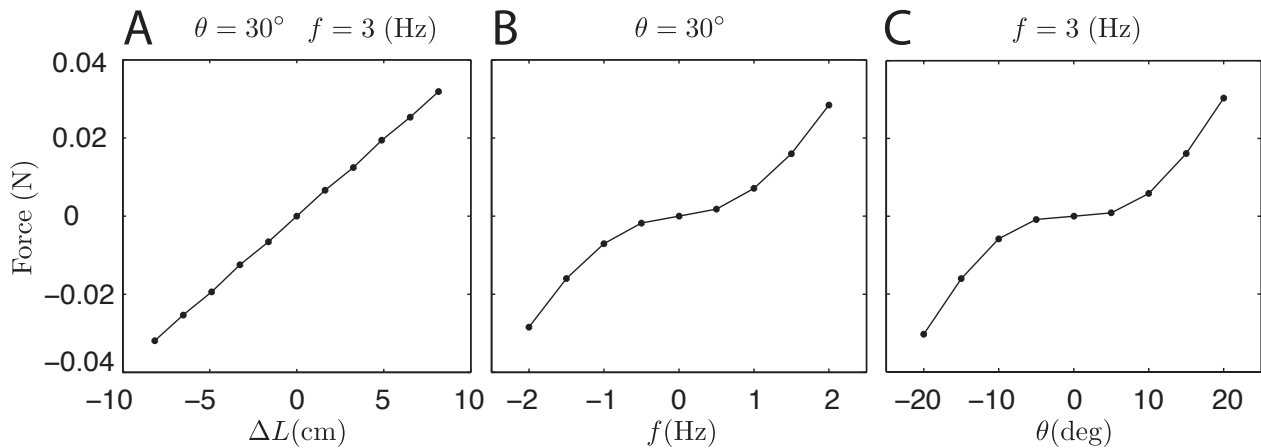 A θ = 30° f = 3 (Hz)
B θ = 30°
C f = 3 (Hz)
Force (N)
0.04
0.02
0
−0.02
−0.04
−10 −5 0 5 10
−2 −1 0 1 2
−20 −10 0 10 20
ΔL(cm)
f(Hz)
θ(deg)